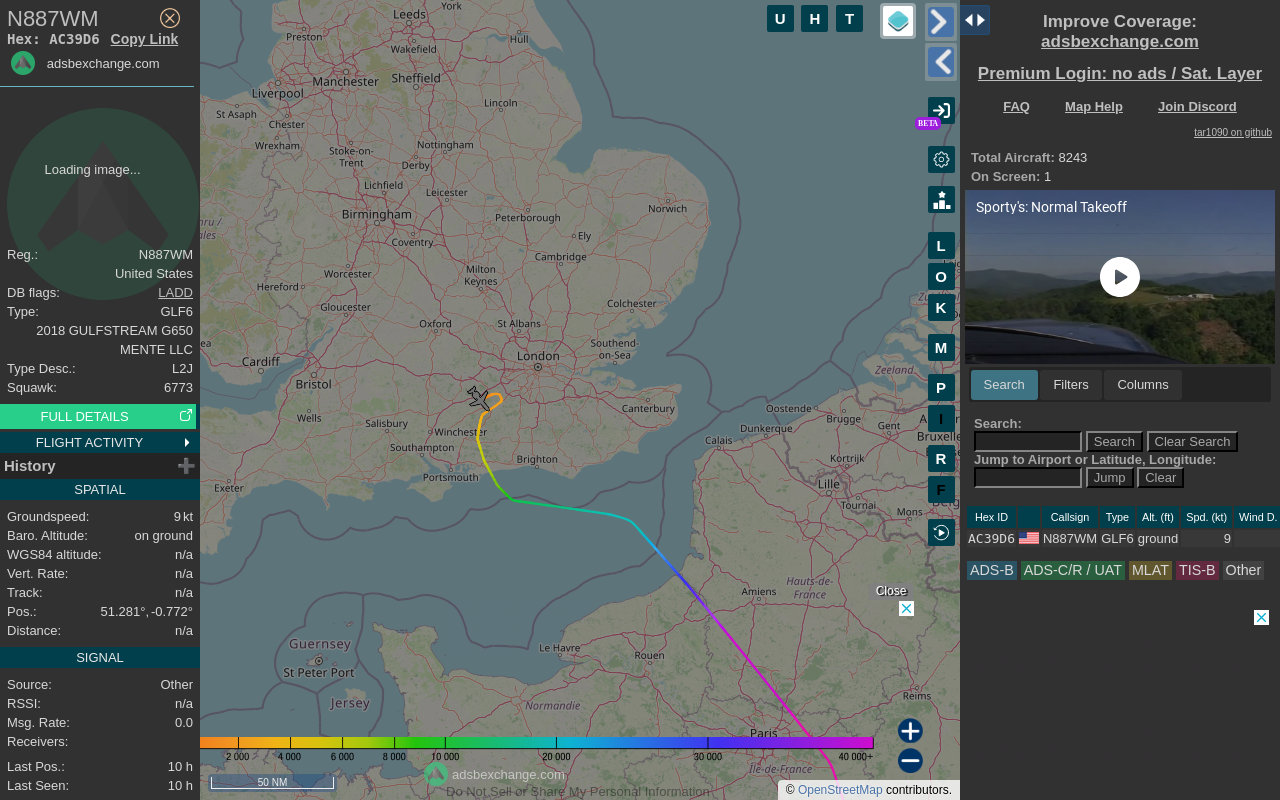 N887WM
Hex: AC39D6 Copy Link
adsbexchange.com
Loading image...
Reg.: N887WM
United States
DB flags: LADD
Type: GLF6
2018 GULFSTREAM G650
MENTE LLC
Type Desc.: L2J
Squawk: 6773
FULL DETAILS
FLIGHT ACTIVITY
History
SPATIAL
Groundspeed: 9 kt
Baro. Altitude: on ground
WGS84 altitude: n/a
Vert. Rate: n/a
Track: n/a
Pos.: 51.281°, -0.772°
Distance: n/a
SIGNAL
Source: Other
RSSI: n/a
Msg. Rate: 0.0
Receivers:
Last Pos.: 10 h
Last Seen: 10 h
U H T
BETA
L
O
K
M
P
I
R
F
York
Leeds
Preston
Hull
Wakefield
Manchester
Sheffield
Liverpool
Lincoln
St Asaph
Chester
Wrexham
Stoke-on-
Trent
Nottingham
Derby
Lichfield
Leicester
Norwich
Birmingham
Peterborough
Coventry
Ely
Cambridge
Worcester
Milton
Keynes
Hereford
Gloucester
Colchester
Oxford
St Albans
Southend-
on-Sea
London
Cardiff
Bristol
Zeeland
Canterbury
Oostende
Wells
Salisbury
Winchester
Brugge
Gent
Dunkerque
Southampton
Calais
Brighton
Kortrijk
Portsmouth
Exeter
Lille
Tournai
Mons
Amiens
Hauts-de-
France
Guernsey
St Peter Port
Le Havre
Rouen
Jersey
Normandie
Reims
Paris
Île-de-France
Close
2 000 4 000 6 000 8 000 10 000 20 000 30 000 40 000+
50 NM
adsbexchange.com
Do Not Sell or Share My Personal Information
© OpenStreetMap contributors.
Improve Coverage:
adsbexchange.com
Premium Login: no ads / Sat. Layer
FAQ Map Help Join Discord
tar1090 on github
Total Aircraft: 8243
On Screen: 1
Sporty's: Normal Takeoff
Search Filters Columns
Search:
Search Clear Search
Jump to Airport or Latitude, Longitude:
Jump Clear
Hex ID Callsign Type Alt. (ft) Spd. (kt) Wind D.
AC39D6 N887WM GLF6 ground 9
ADS-B ADS-C/R / UAT MLAT TIS-B Other